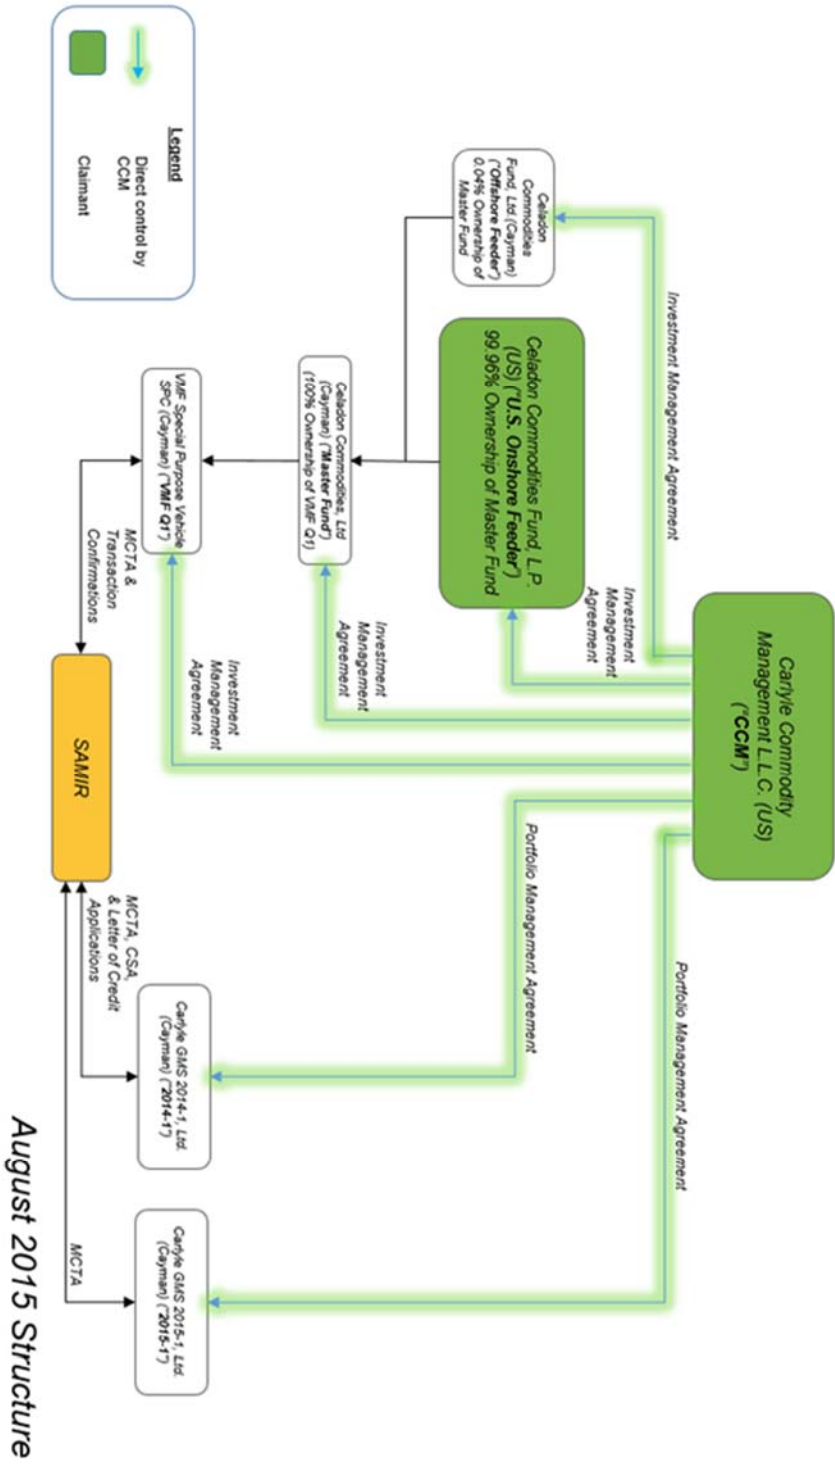 Carlyle Commodity
Management L.L.C. (US)
("CCM")
Investment Management Agreement
Investment
Management
Agreement
Investment
Management
Agreement
Investment
Management
Agreement
Portfolio Management Agreement
Portfolio Management Agreement
Celadon
Commodities
Fund, Ltd.(Cayman)
("Offshore Feeder")
0.04% Ownership of
Master Fund
Celadon Commodities Fund, L.P.
(US) ("U.S. Onshore Feeder")
99.96% Ownership of Master Fund
Celadon Commodities, Ltd
(Cayman) ("Master Fund")
(100% Ownership of VMF Q1)
VMF Special Purpose Vehicle
SPC (Cayman) ("VMF Q1")
Carlyle GMS 2014-1, Ltd.
(Cayman) ("2014-1")
Carlyle GMS 2015-1, Ltd.
(Cayman) ("2015-1")
MCTA &
Transaction
Confirmations
SAMIR
MCTA, CSA,
& Letter of Credit
Applications
MCTA
Legend
Direct control by
CCM
Claimant
August 2015 Structure